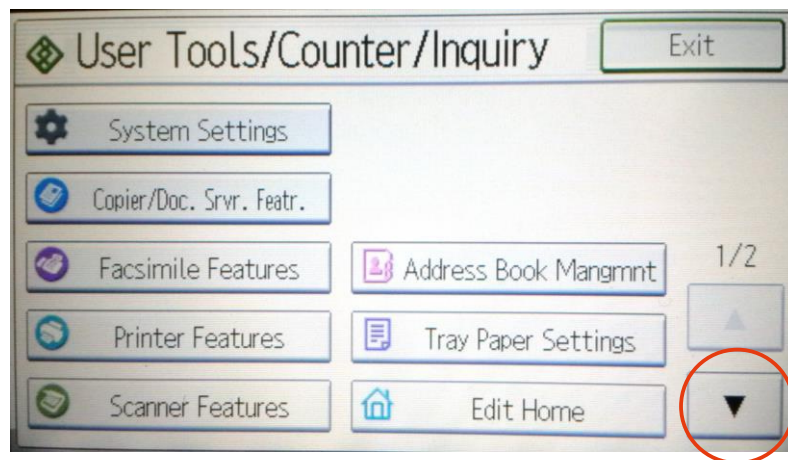 User Tools/Counter/Inquiry
Exit
System Settings
Copier/Doc. Srvr. Featr.
Facsimile Features
Address Book Mangmnt
1/2
Printer Features
Tray Paper Settings
Scanner Features
Edit Home